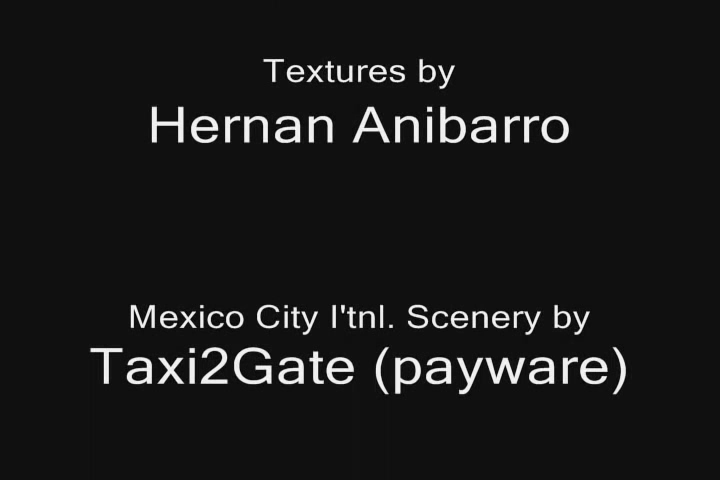 Textures by
Hernan Anibarro
Mexico City I'tnl. Scenery by
Taxi2Gate (payware)